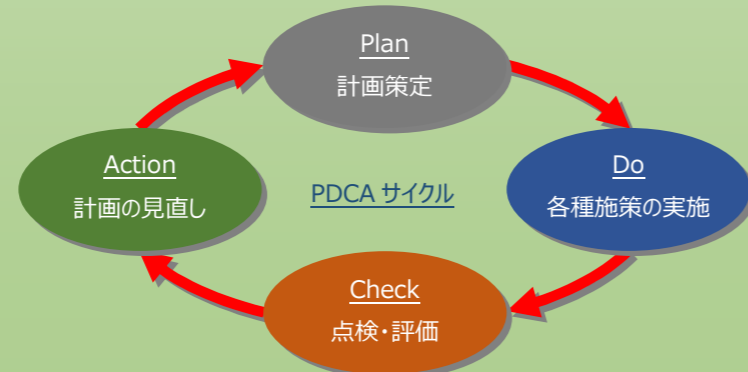 Plan
計画策定
Do
各種施策の実施
Check
点検・評価
Action
計画の見直し
PDCA サイクル